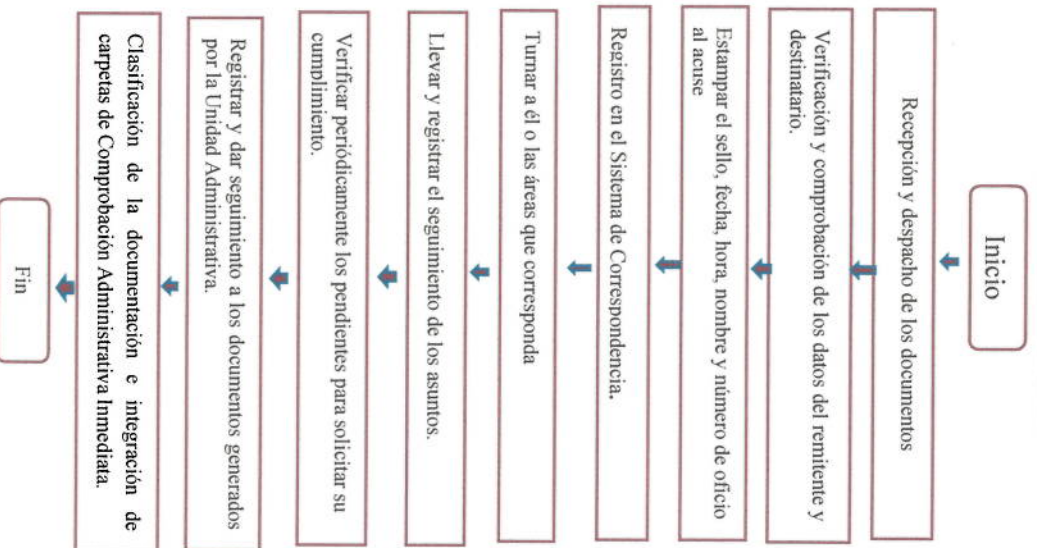 Inicio
Recepción y despacho de los documentos
Verificación y comprobación de los datos del remitente y
destinatario.
Estampar el sello, fecha, hora, nombre y número de oficio
al acuse
Registro en el Sistema de Correspondencia.
Turnar a él o las áreas que corresponda
Llevar y registrar el seguimiento de los asuntos.
Verificar periódicamente los pendientes para solicitar su
cumplimiento.
Registrar y dar seguimiento a los documentos generados
por la Unidad Administrativa.
Clasificación de la documentación e integración de
carpetas de Comprobación Administrativa Inmediata.
Fin